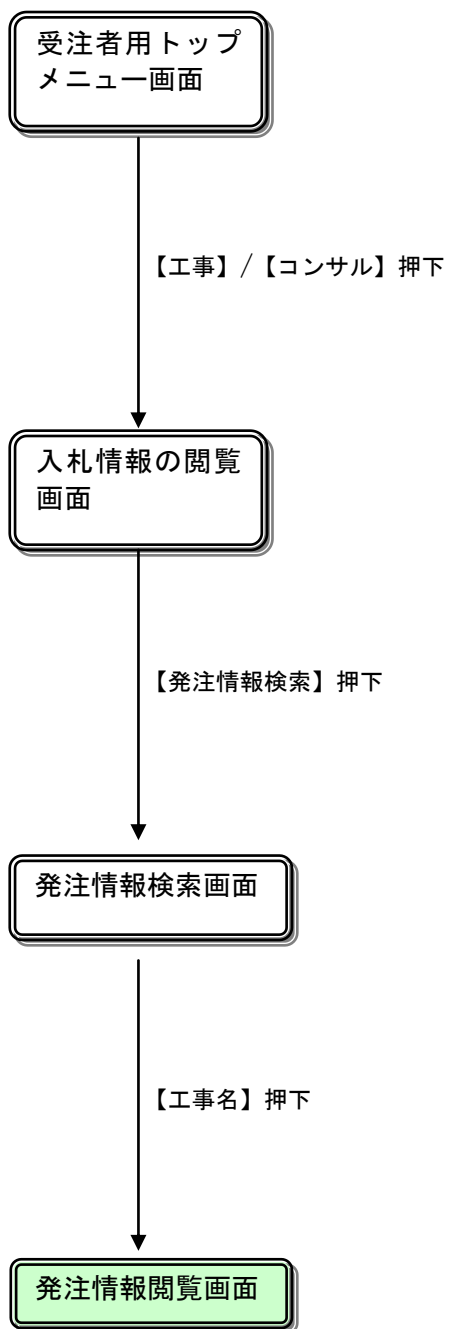 受注者用トップ
メニュー画面
【工事】/【コンサル】押下
入札情報の閲覧
画面
【発注情報検索】押下
発注情報検索画面
【工事名】押下
発注情報閲覧画面